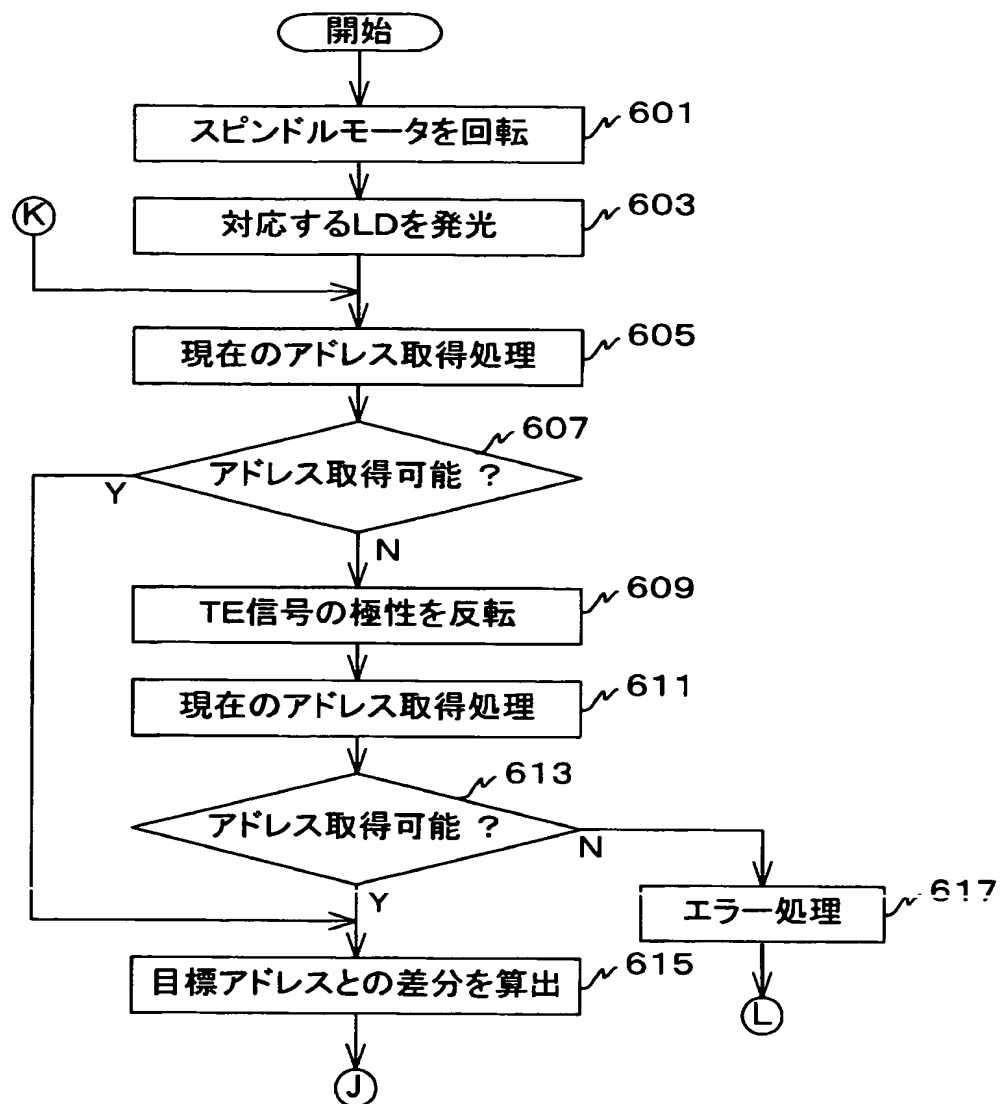 開始
スピンドルモータを回転
601
K
対応するLDを発光
603
現在のアドレス取得処理
605
607
アドレス取得可能 ?
Y
N
TE信号の極性を反転
609
現在のアドレス取得処理
611
613
アドレス取得可能 ?
N
Y
エラー処理
617
目標アドレスとの差分を算出
615
L
J